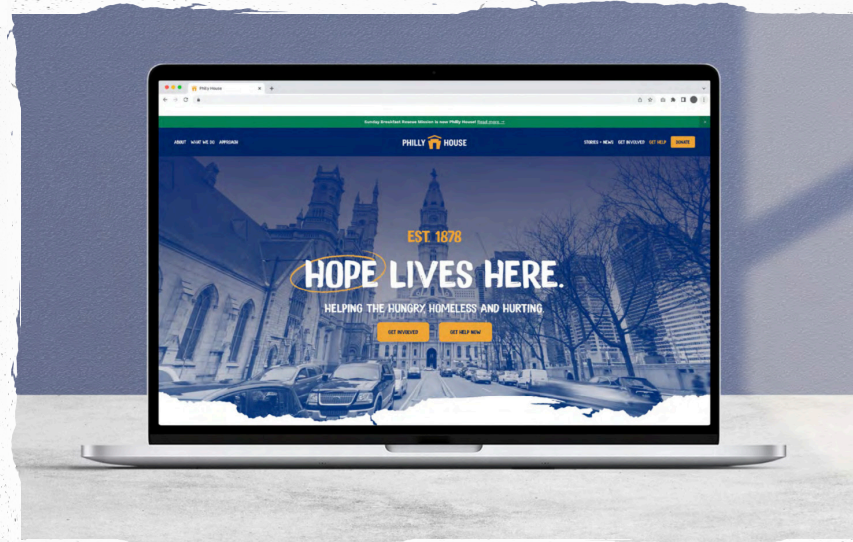 Philly House
Sunday Breakfast Rescue Mission is now Philly House! Read more →
ABOUT WHAT WE DO APPROACH
PHILLY HOUSE
STORIES + NEWS GET INVOLVED GET HELP DONATE
EST. 1878
HOPE LIVES HERE.
HELPING THE HUNGRY, HOMELESS AND HURTING.
GET INVOLVED GET HELP NOW